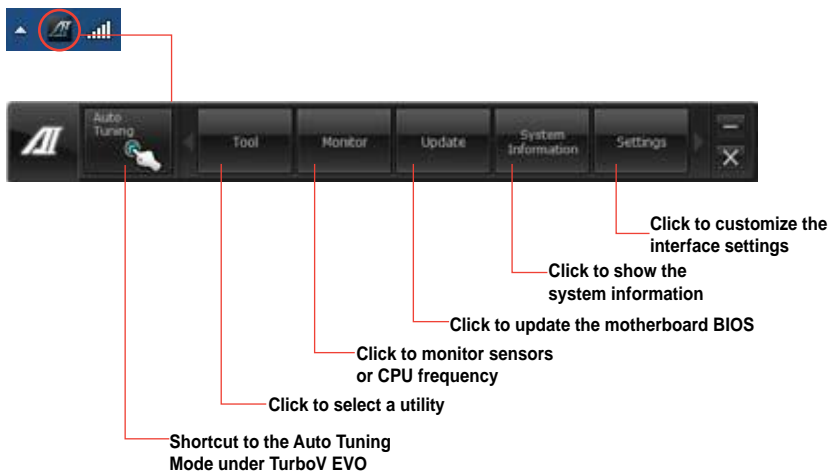 Auto
Tuning
Tool
Monitor
Update
System
Information
Settings
Click to customize the
interface settings
Click to show the
system information
Click to update the motherboard BIOS
Click to monitor sensors
or CPU frequency
Click to select a utility
Shortcut to the Auto Tuning
Mode under TurboV EVO